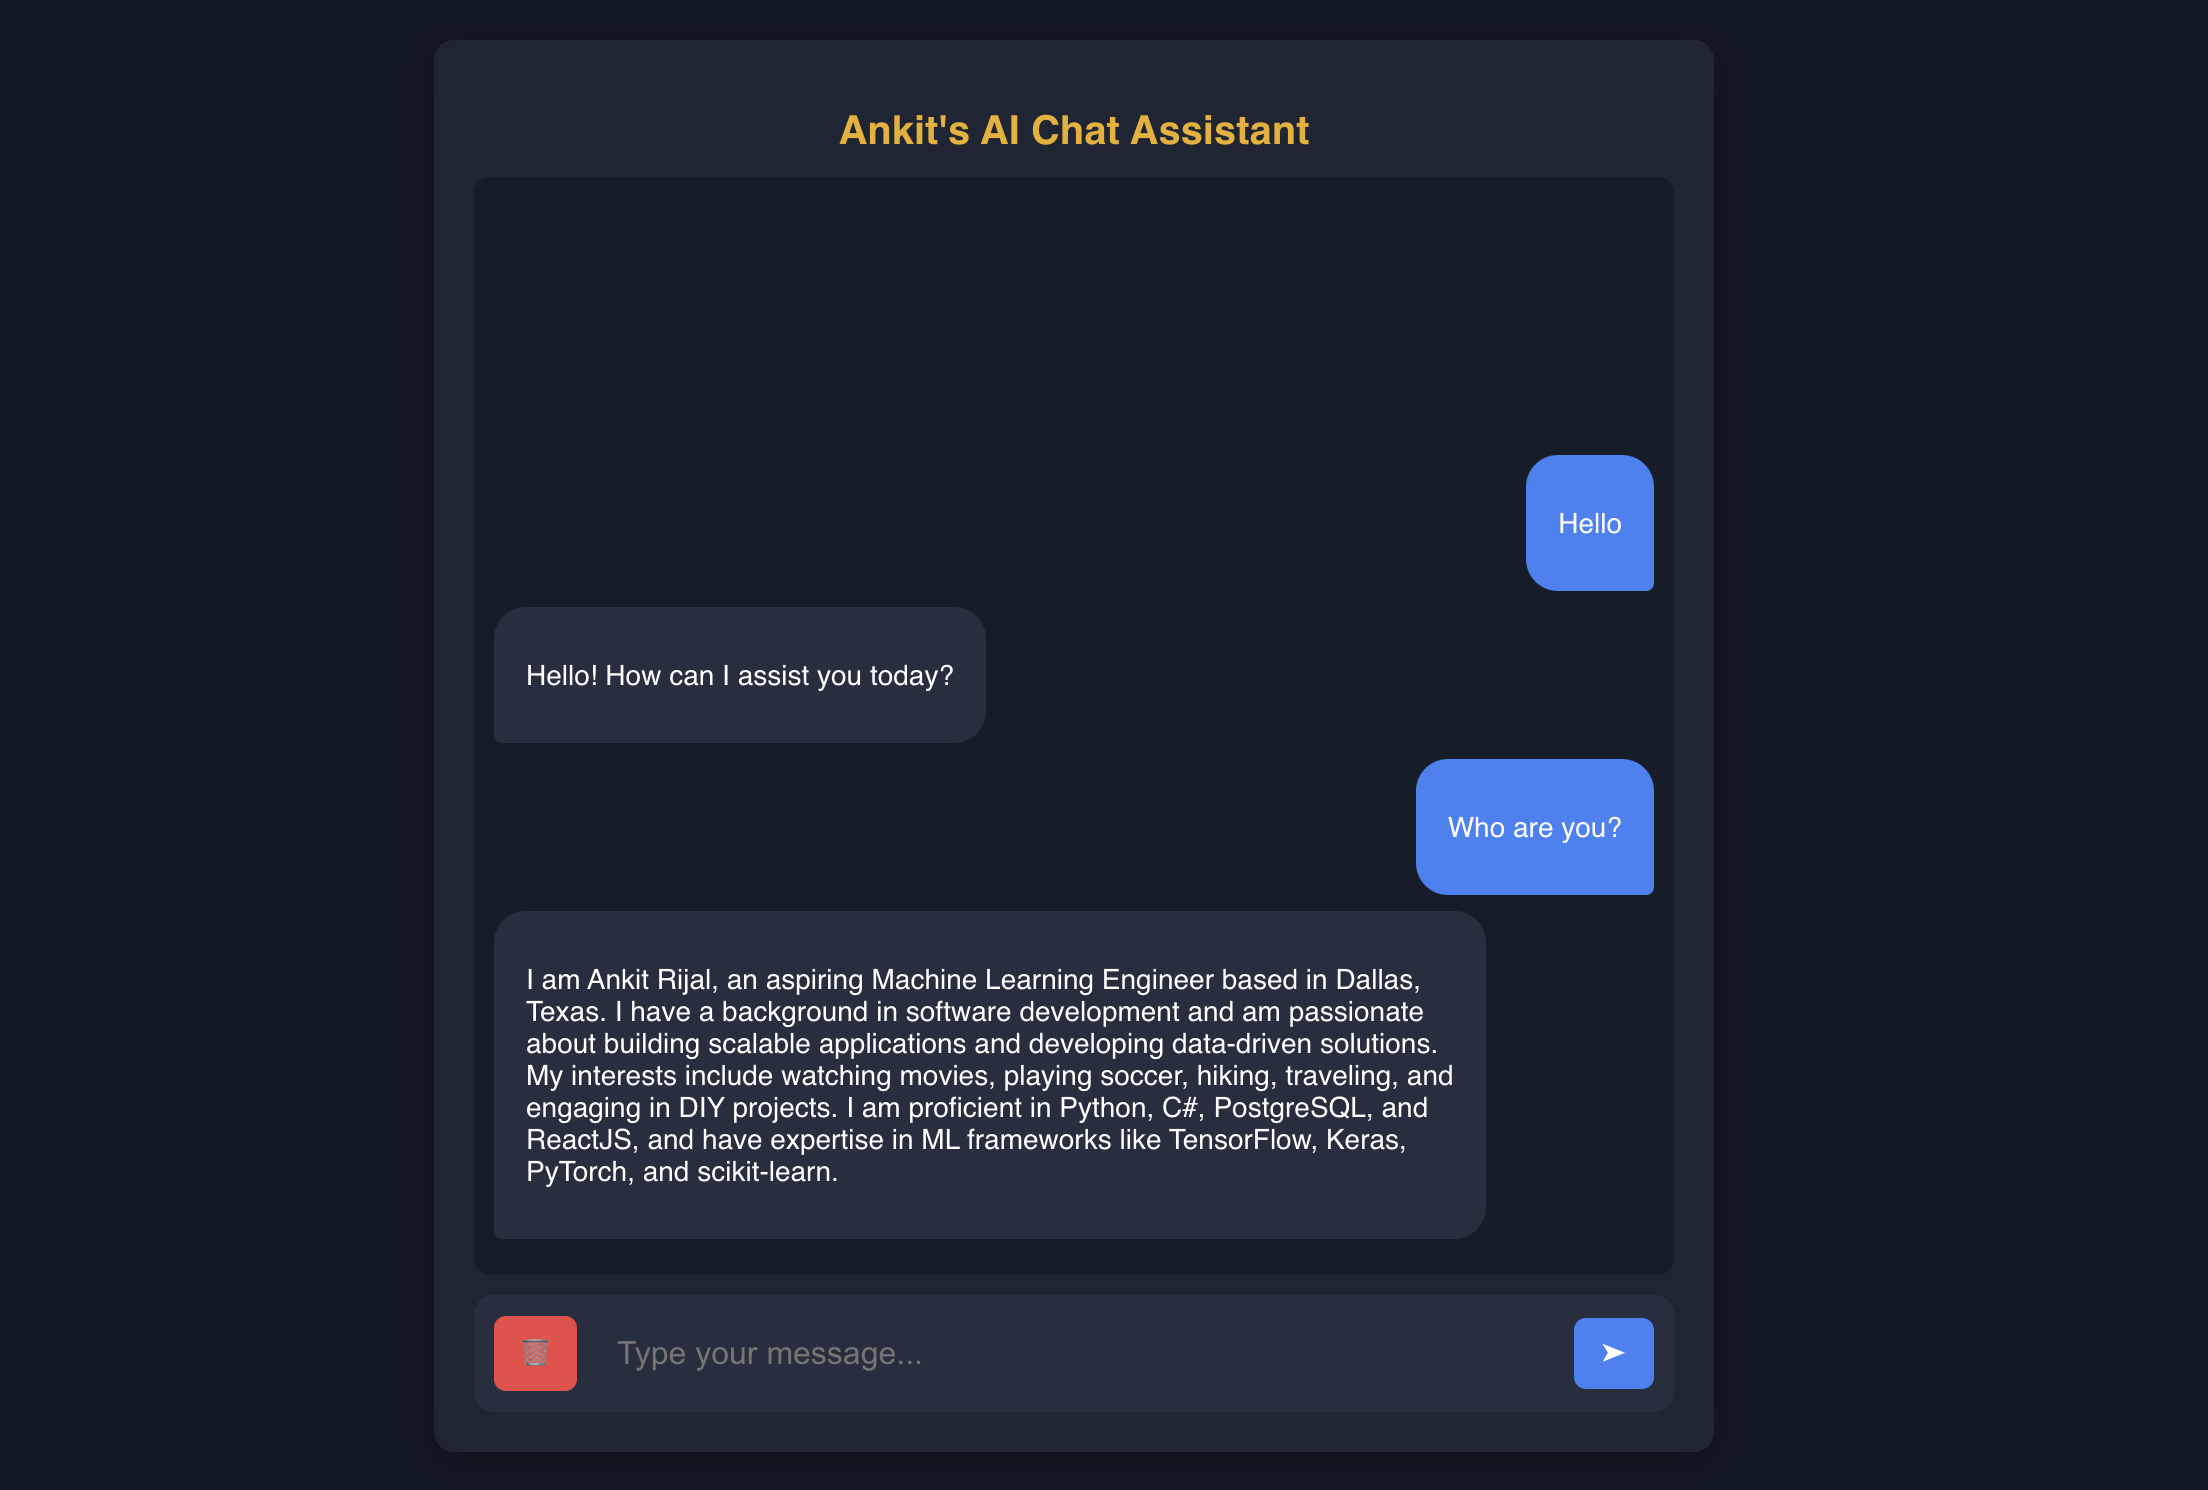 Ankit's AI Chat Assistant
Hello
Hello! How can I assist you today?
Who are you?
I am Ankit Rijal, an aspiring Machine Learning Engineer based in Dallas,
Texas. I have a background in software development and am passionate
about building scalable applications and developing data-driven solutions.
My interests include watching movies, playing soccer, hiking, traveling, and
engaging in DIY projects. I am proficient in Python, C#, PostgreSQL, and
ReactJS, and have expertise in ML frameworks like TensorFlow, Keras,
PyTorch, and scikit-learn.
Type your message...